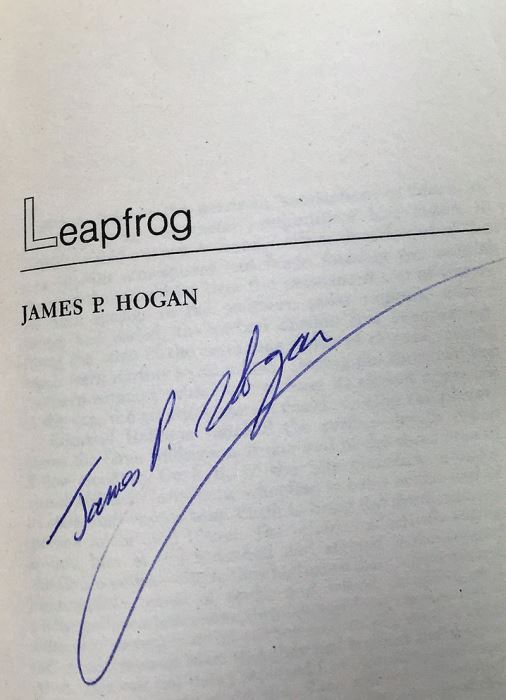 Leapfrog
JAMES P. HOGAN
James P. Hogan